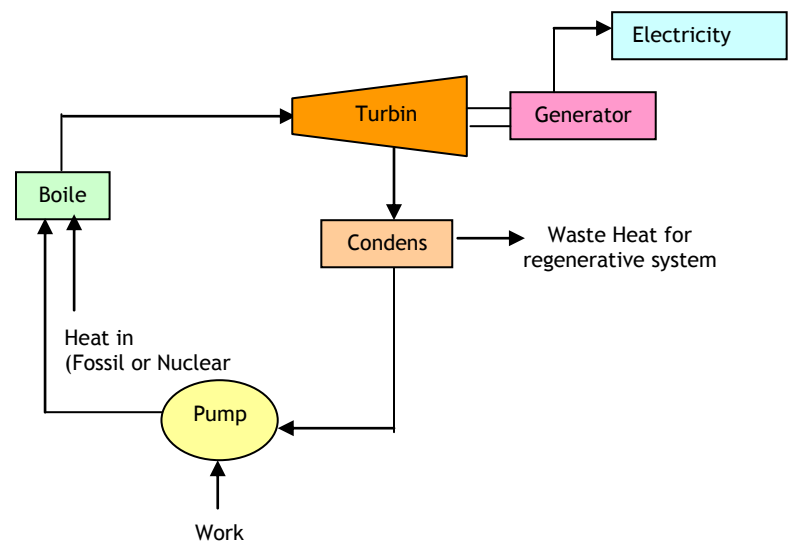 Electricity
Turbin
Generator
Boile
Condens
Waste Heat for
regenerative system
Heat in
(Fossil or Nuclear
Pump
Work